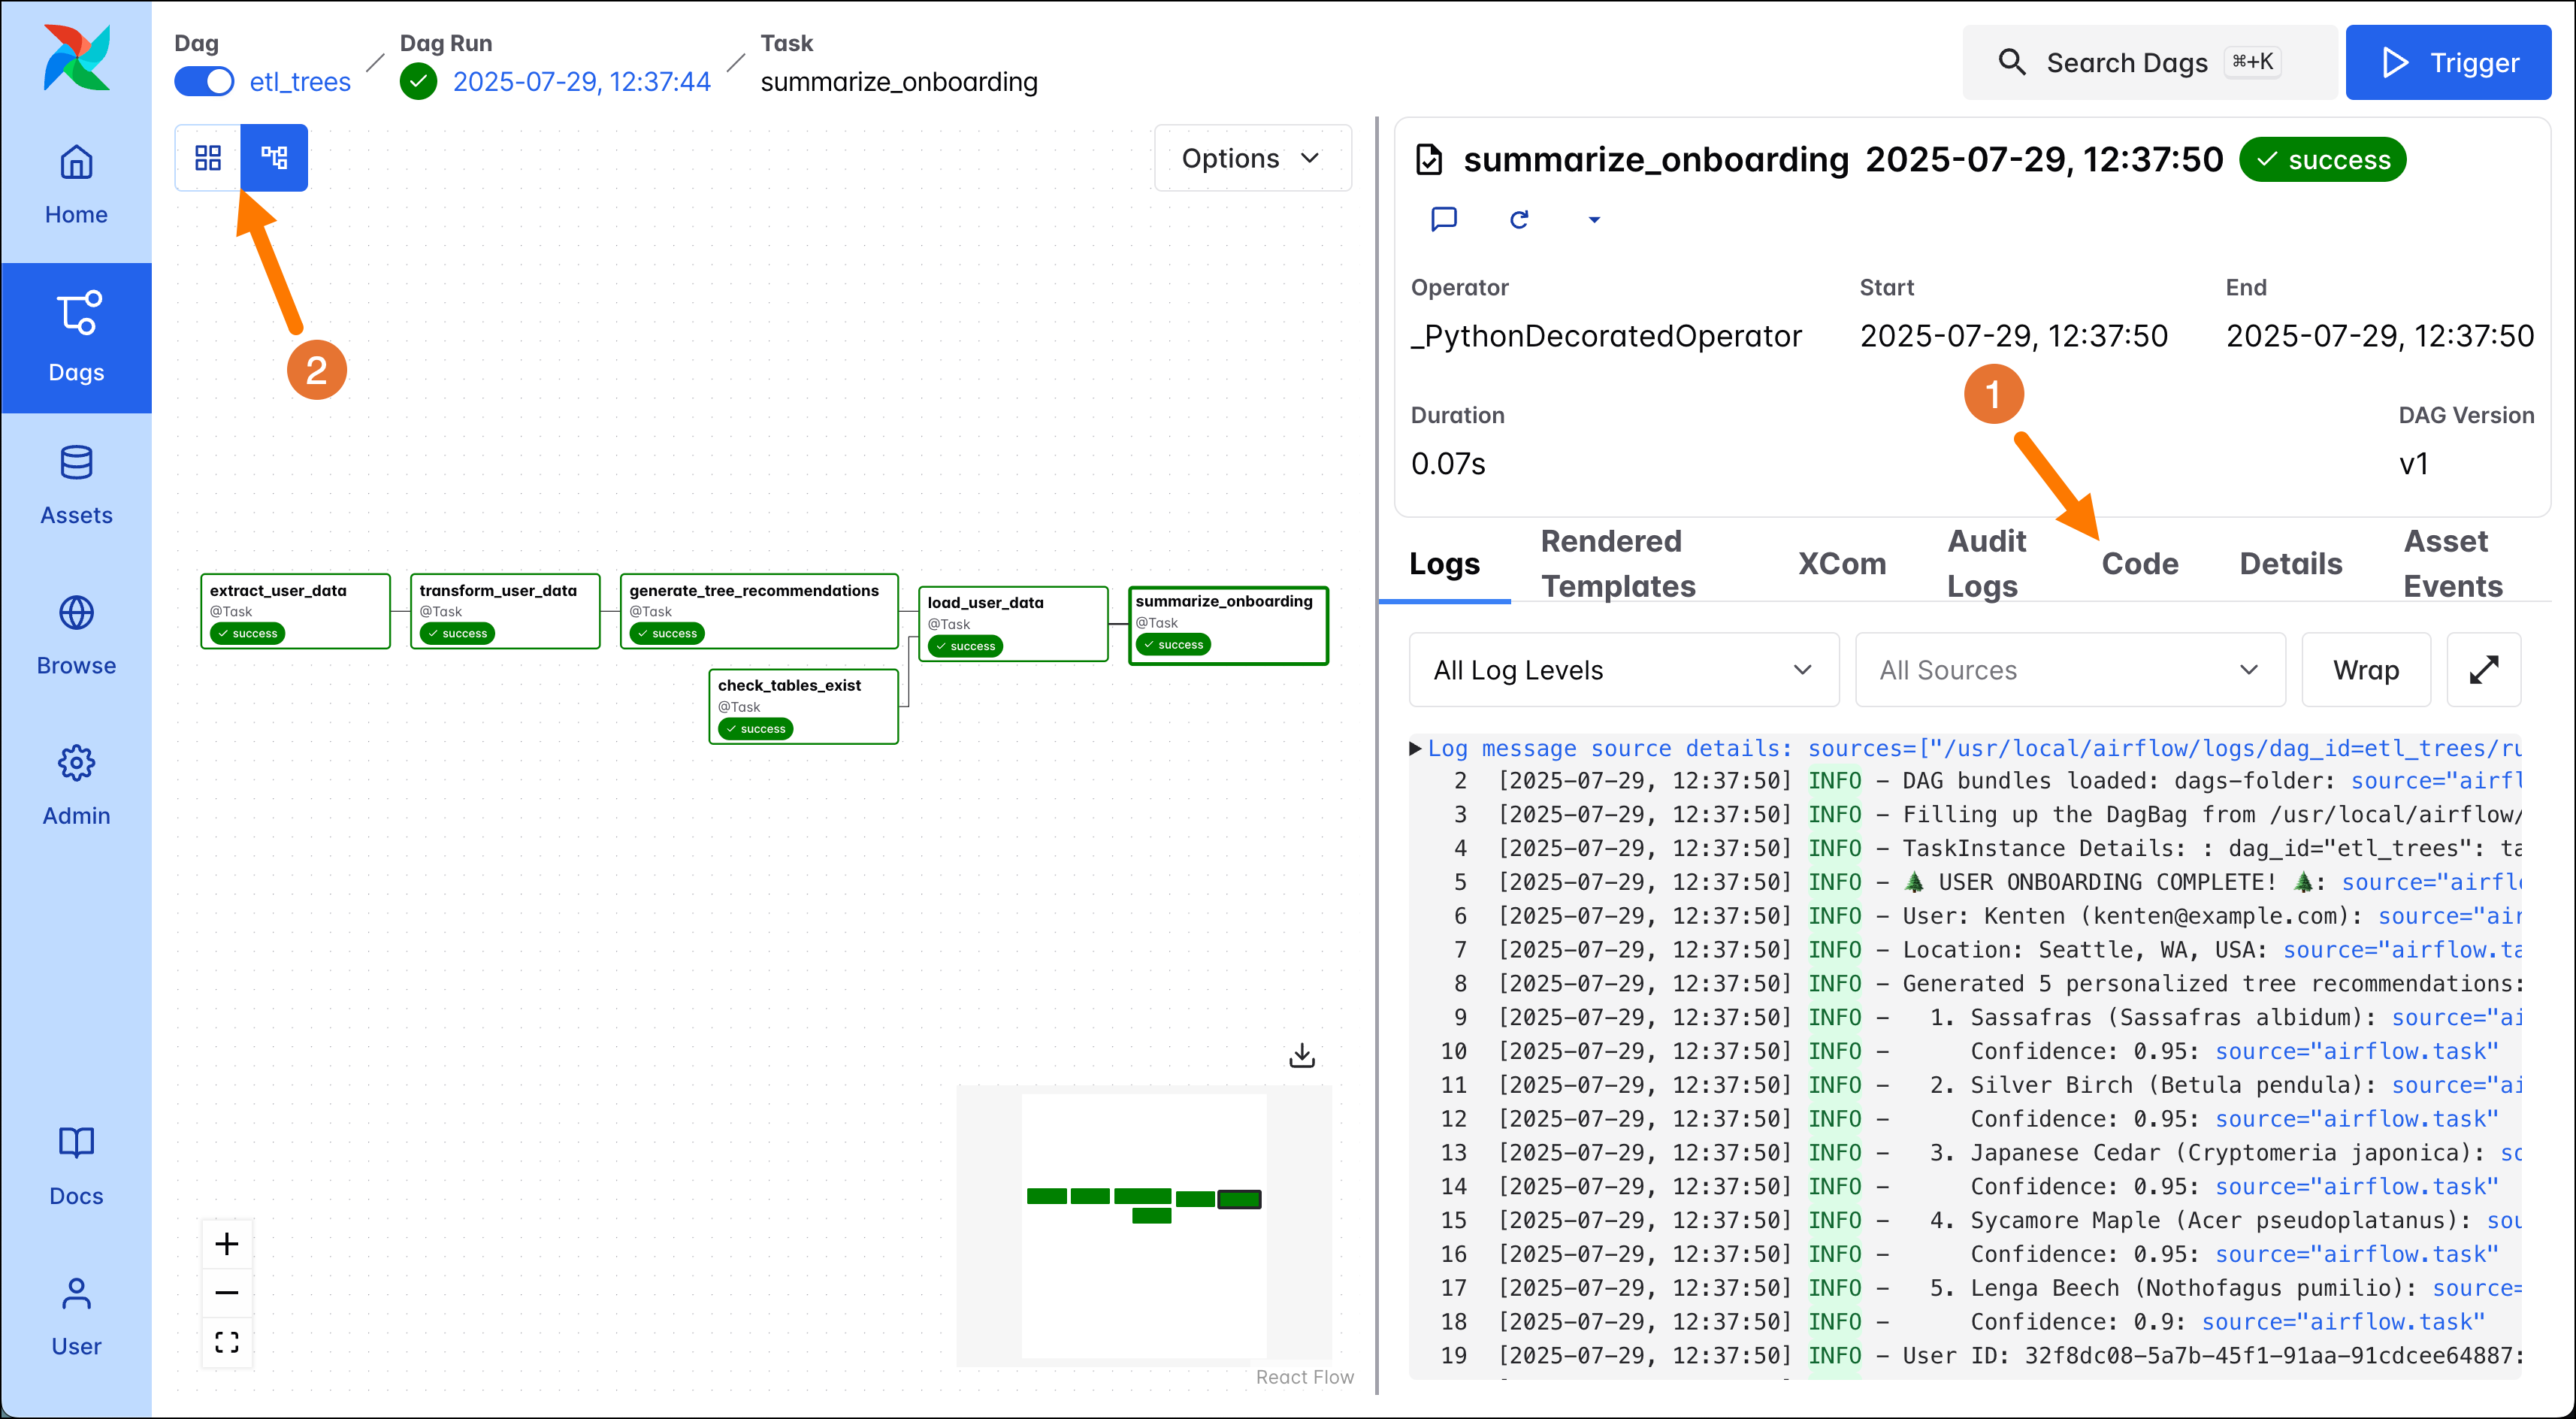 Dag
etl_trees
Dag Run
2025-07-29, 12:37:44
Task
summarize_onboarding
Search Dags ⌘+K
Trigger
Home
Dags
Assets
Browse
Admin
Docs
User
Options
2
extract_user_data
@Task
success
transform_user_data
@Task
success
generate_tree_recommendations
@Task
success
load_user_data
@Task
success
summarize_onboarding
@Task
success
check_tables_exist
@Task
success
React Flow
summarize_onboarding 2025-07-29, 12:37:50 success
Operator
_PythonDecoratedOperator
Start
2025-07-29, 12:37:50
End
2025-07-29, 12:37:50
1
Duration
0.07s
DAG Version
v1
Logs
Rendered
Templates
XCom
Audit
Logs
Code
Details
Asset
Events
All Log Levels
All Sources
Wrap
Log message source details: sources=["/usr/local/airflow/logs/dag_id=etl_trees/ru
2 [2025-07-29, 12:37:50] INFO - DAG bundles loaded: dags-folder: source="airfl
3 [2025-07-29, 12:37:50] INFO - Filling up the DagBag from /usr/local/airflow/
4 [2025-07-29, 12:37:50] INFO - TaskInstance Details: : dag_id="etl_trees": ta
5 [2025-07-29, 12:37:50] INFO - 🌲 USER ONBOARDING COMPLETE! 🌲: source="airflo
6 [2025-07-29, 12:37:50] INFO - User: Kenten (kenten@example.com): source="air
7 [2025-07-29, 12:37:50] INFO - Location: Seattle, WA, USA: source="airflow.ta
8 [2025-07-29, 12:37:50] INFO - Generated 5 personalized tree recommendations:
9 [2025-07-29, 12:37:50] INFO - 1. Sassafras (Sassafras albidum): source="ai
10 [2025-07-29, 12:37:50] INFO - Confidence: 0.95: source="airflow.task"
11 [2025-07-29, 12:37:50] INFO - 2. Silver Birch (Betula pendula): source="ai
12 [2025-07-29, 12:37:50] INFO - Confidence: 0.95: source="airflow.task"
13 [2025-07-29, 12:37:50] INFO - 3. Japanese Cedar (Cryptomeria japonica): so
14 [2025-07-29, 12:37:50] INFO - Confidence: 0.95: source="airflow.task"
15 [2025-07-29, 12:37:50] INFO - 4. Sycamore Maple (Acer pseudoplatanus): sou
16 [2025-07-29, 12:37:50] INFO - Confidence: 0.95: source="airflow.task"
17 [2025-07-29, 12:37:50] INFO - 5. Lenga Beech (Nothofagus pumilio): source=
18 [2025-07-29, 12:37:50] INFO - Confidence: 0.9: source="airflow.task"
19 [2025-07-29, 12:37:50] INFO - User ID: 32f8dc08-5a7b-45f1-91aa-91cdcee64887: